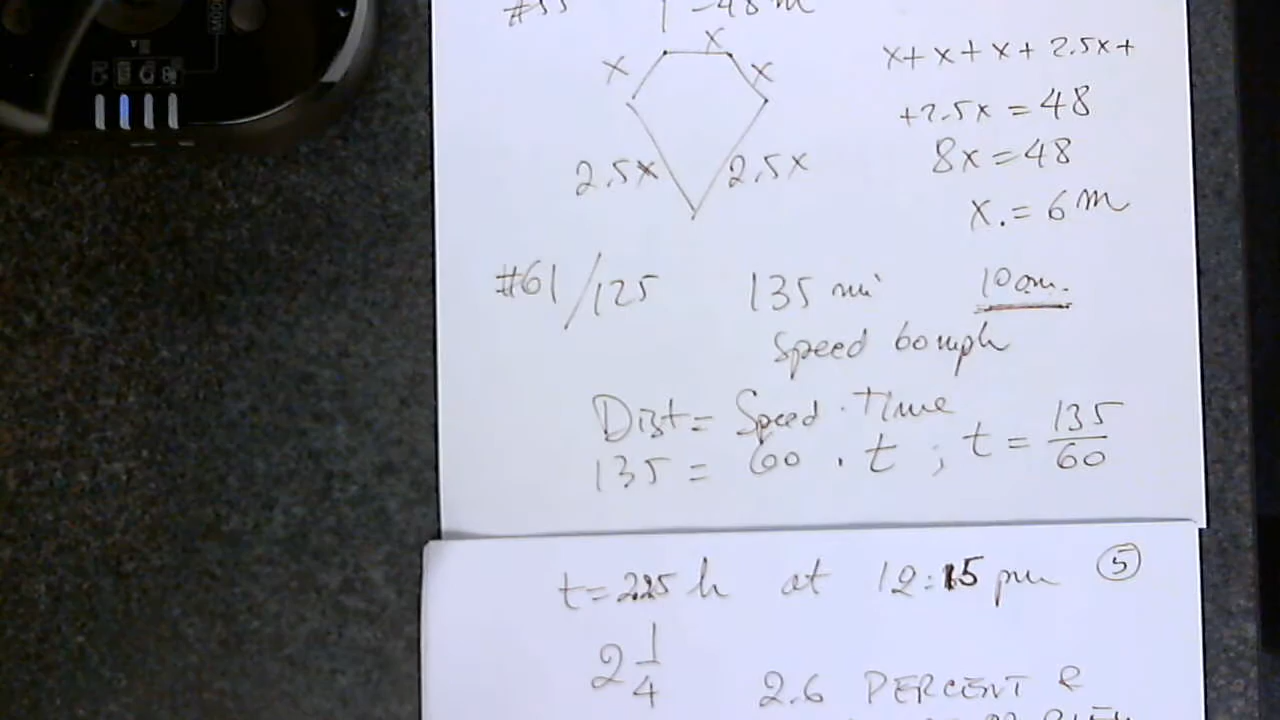 P = 48 m
x
x x
2.5x 2.5x
x + x + x + 2.5x +
+ 2.5x = 48
8x = 48
x. = 6 m
#61/125 135 mi 10am.
Speed 60 mph
Dist = Speed · Time
135 = 60 · t ; t = 135/60
t = 2.25 h at 12:15 pm 5
2 1/4
2.6 PERCENT &